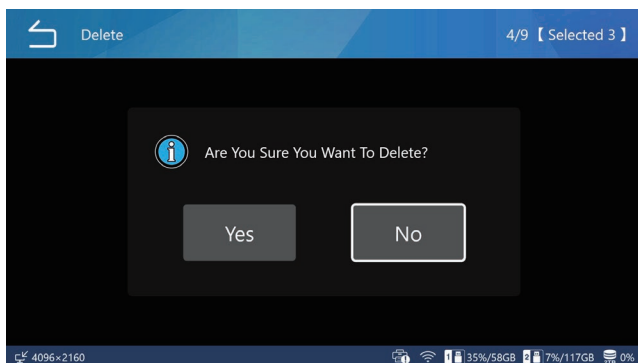 Delete
4/9 【 Selected 3 】
Are You Sure You Want To Delete?
Yes
No
4096×2160
1 35%/58GB 2 7%/117GB 0%